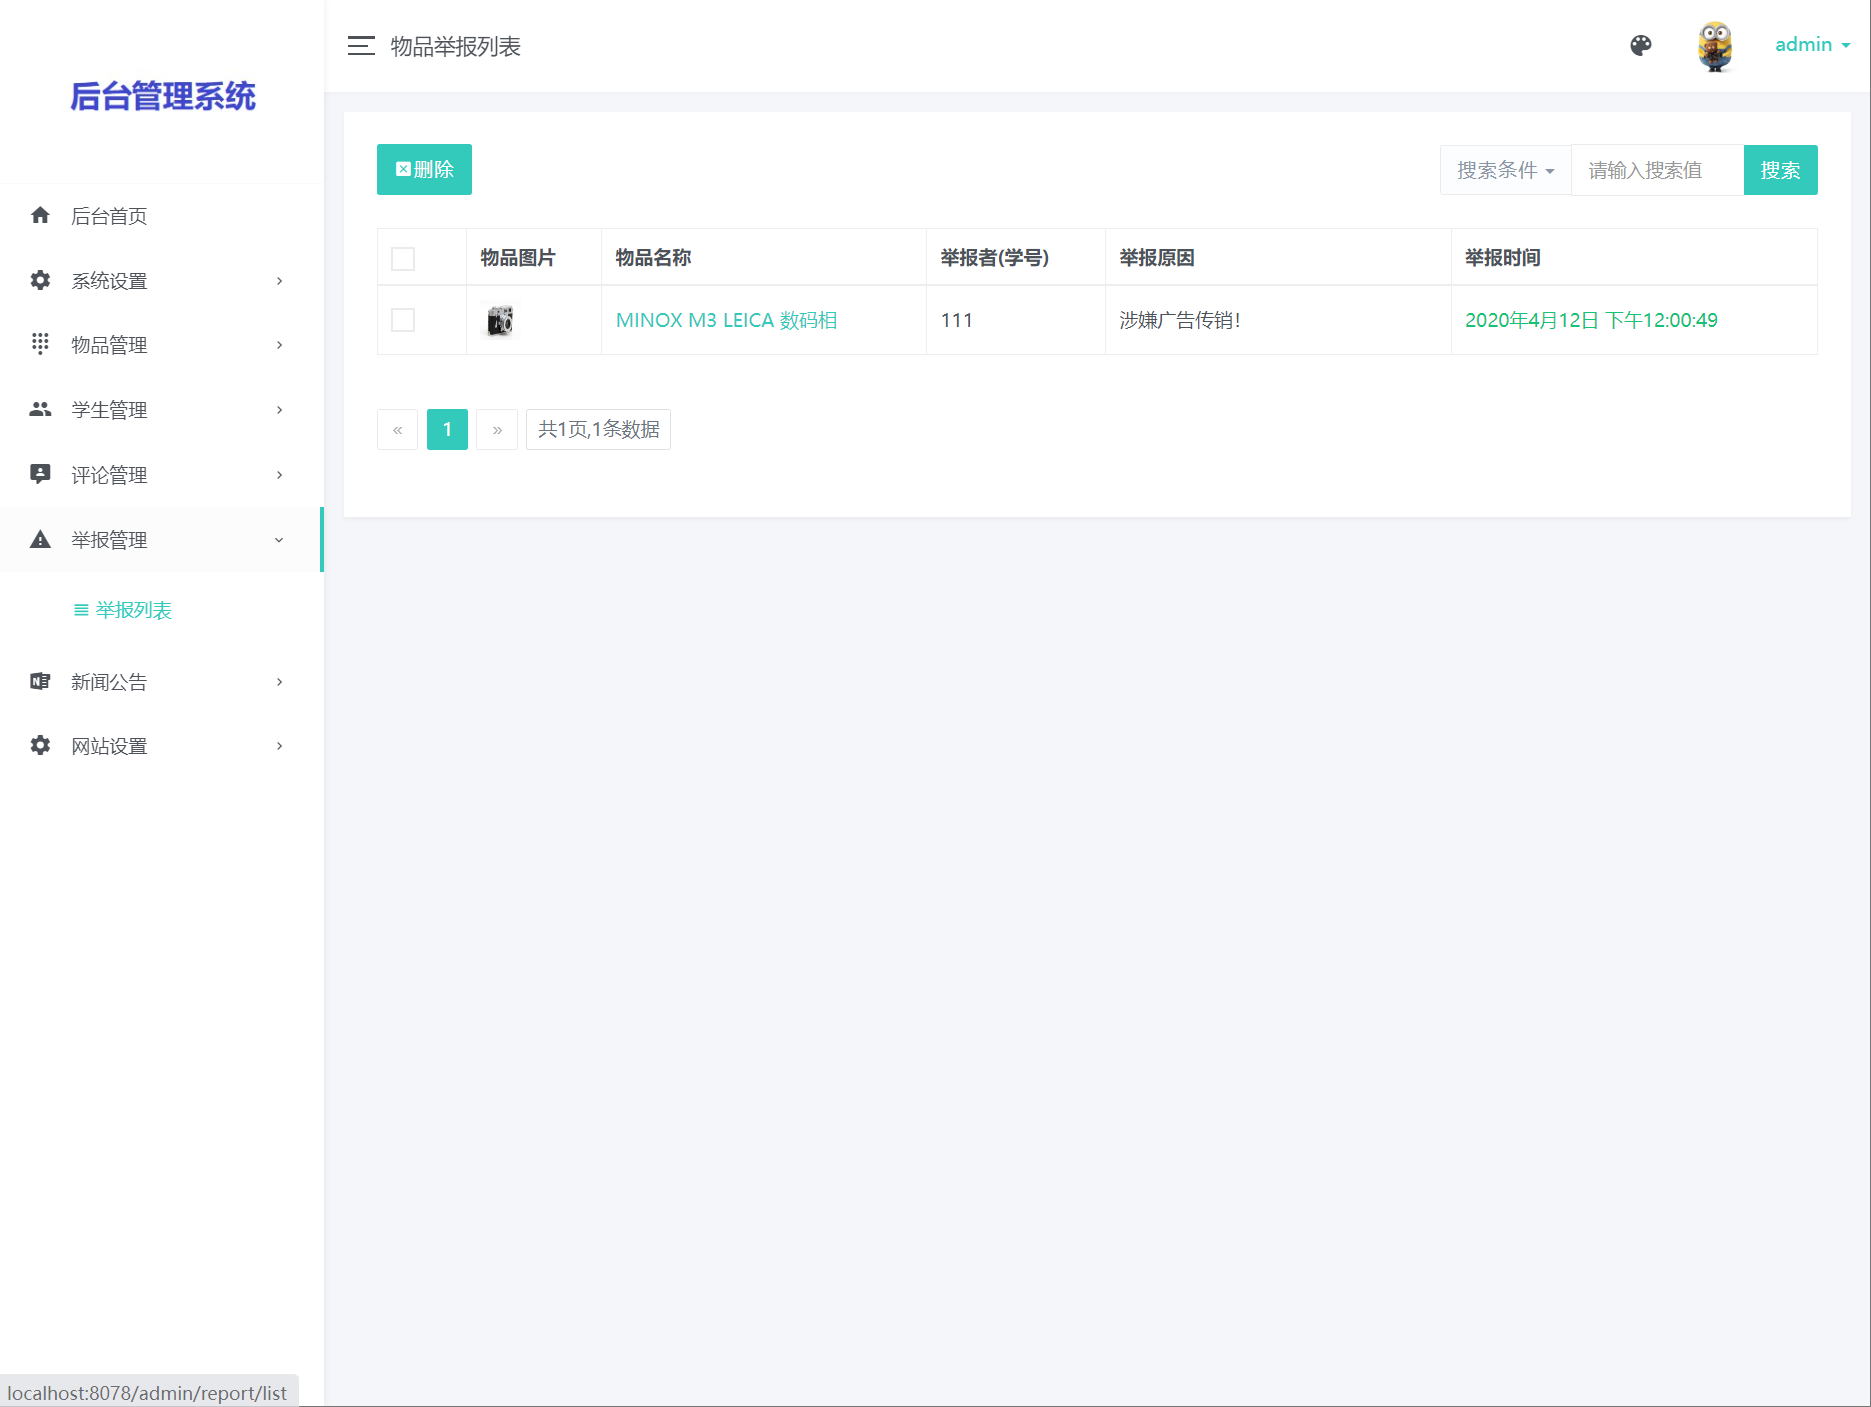 后台管理系统
后台首页
系统设置
物品管理
学生管理
评论管理
举报管理
举报列表
新闻公告
网站设置
物品举报列表
admin
删除
搜索条件
请输入搜索值
搜索
物品图片 物品名称 举报者(学号) 举报原因 举报时间
MINOX M3 LEICA 数码相 111 涉嫌广告传销! 2020年4月12日 下午12:00:49
« 1 » 共1页,1条数据
localhost:8078/admin/report/list